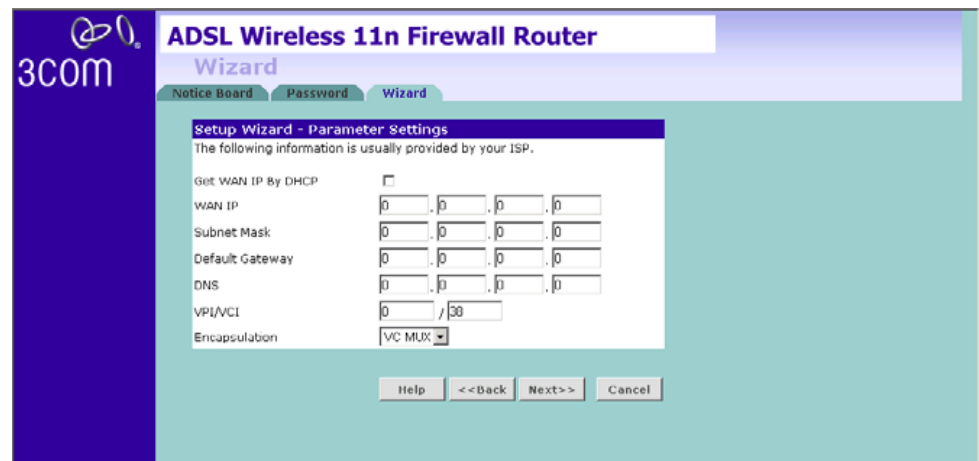 3COM
ADSL Wireless 11n Firewall Router
Wizard
Notice Board Password Wizard
Setup Wizard - Parameter Settings
The following information is usually provided by your ISP.
Get WAN IP By DHCP
WAN IP 0 . 0 . 0 . 0
Subnet Mask 0 . 0 . 0 . 0
Default Gateway 0 . 0 . 0 . 0
DNS 0 . 0 . 0 . 0
VPI/VCI 0 / 38
Encapsulation VC MUX
Help <<Back Next>> Cancel